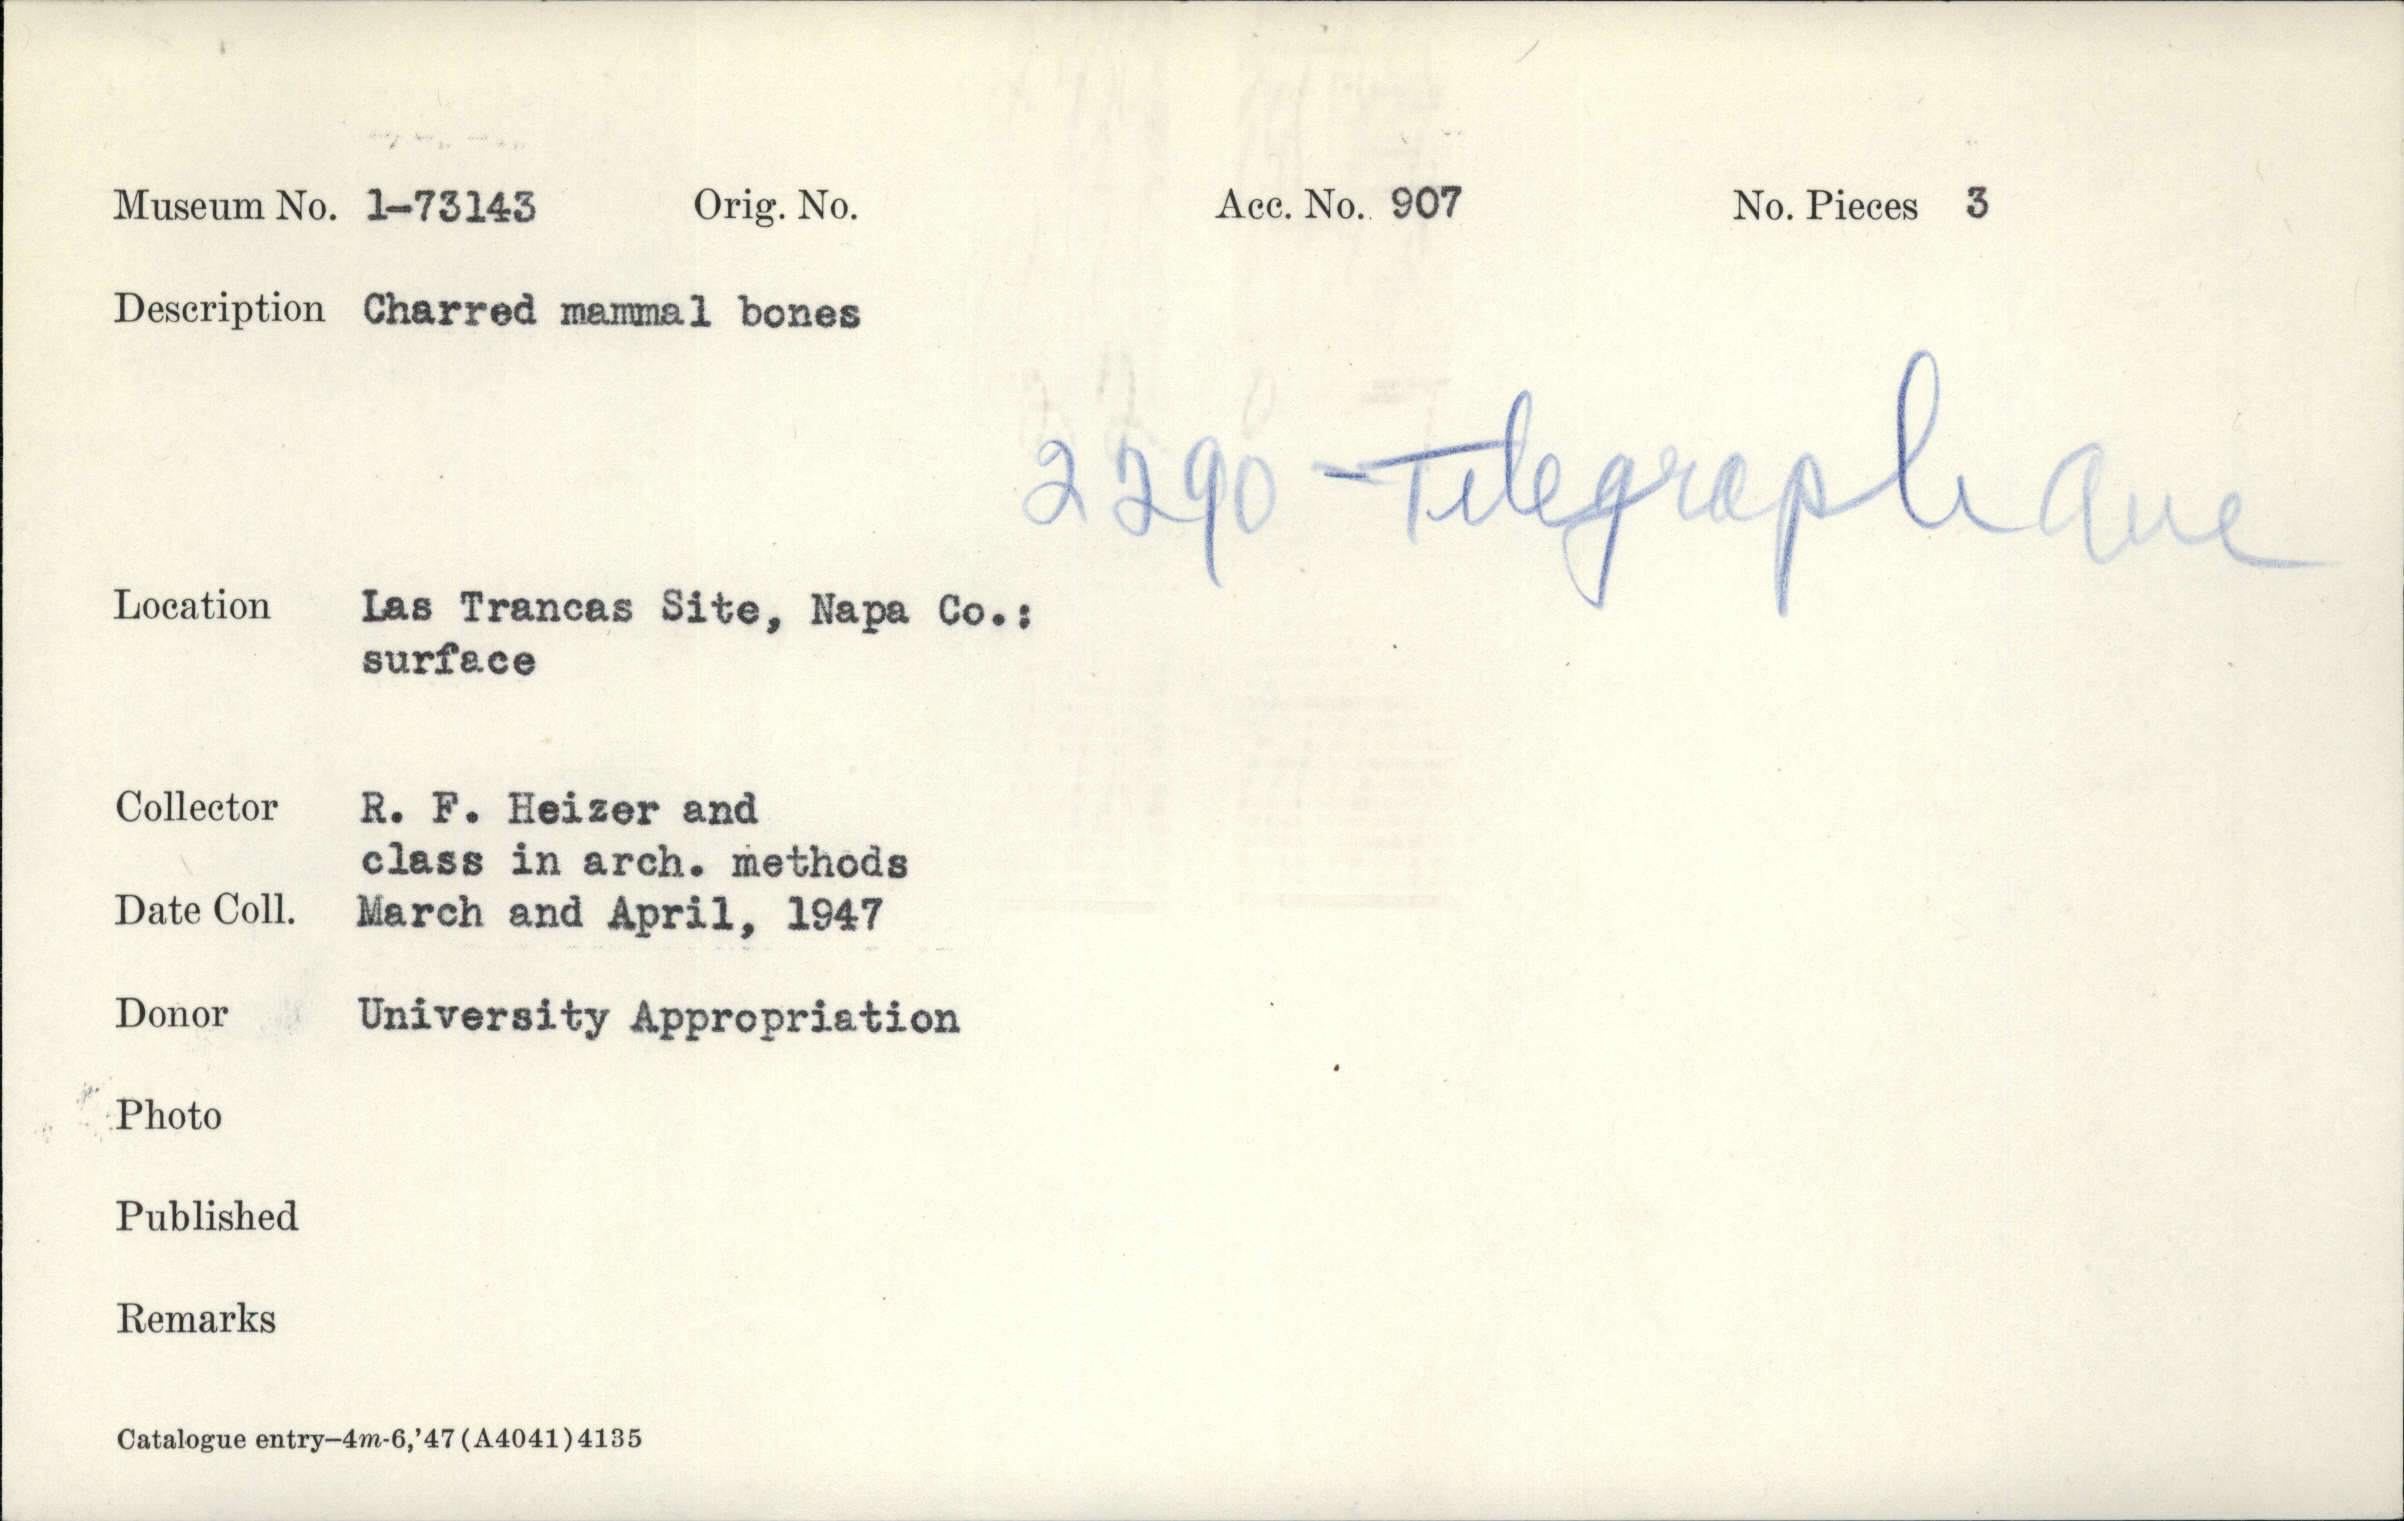 Museum No. 1-73143 Orig. No. Acc. No. 907 No. Pieces 3
Description Charred mammal bones
2290 - Telegraph Ave
Location Las Trancas Site, Napa Co.:
surface
Collector R. F. Heizer and
class in arch. methods
Date Coll. March and April, 1947
Donor University Appropriation
Photo
Published
Remarks
Catalogue entry—4m-6,'47(A4041)4135